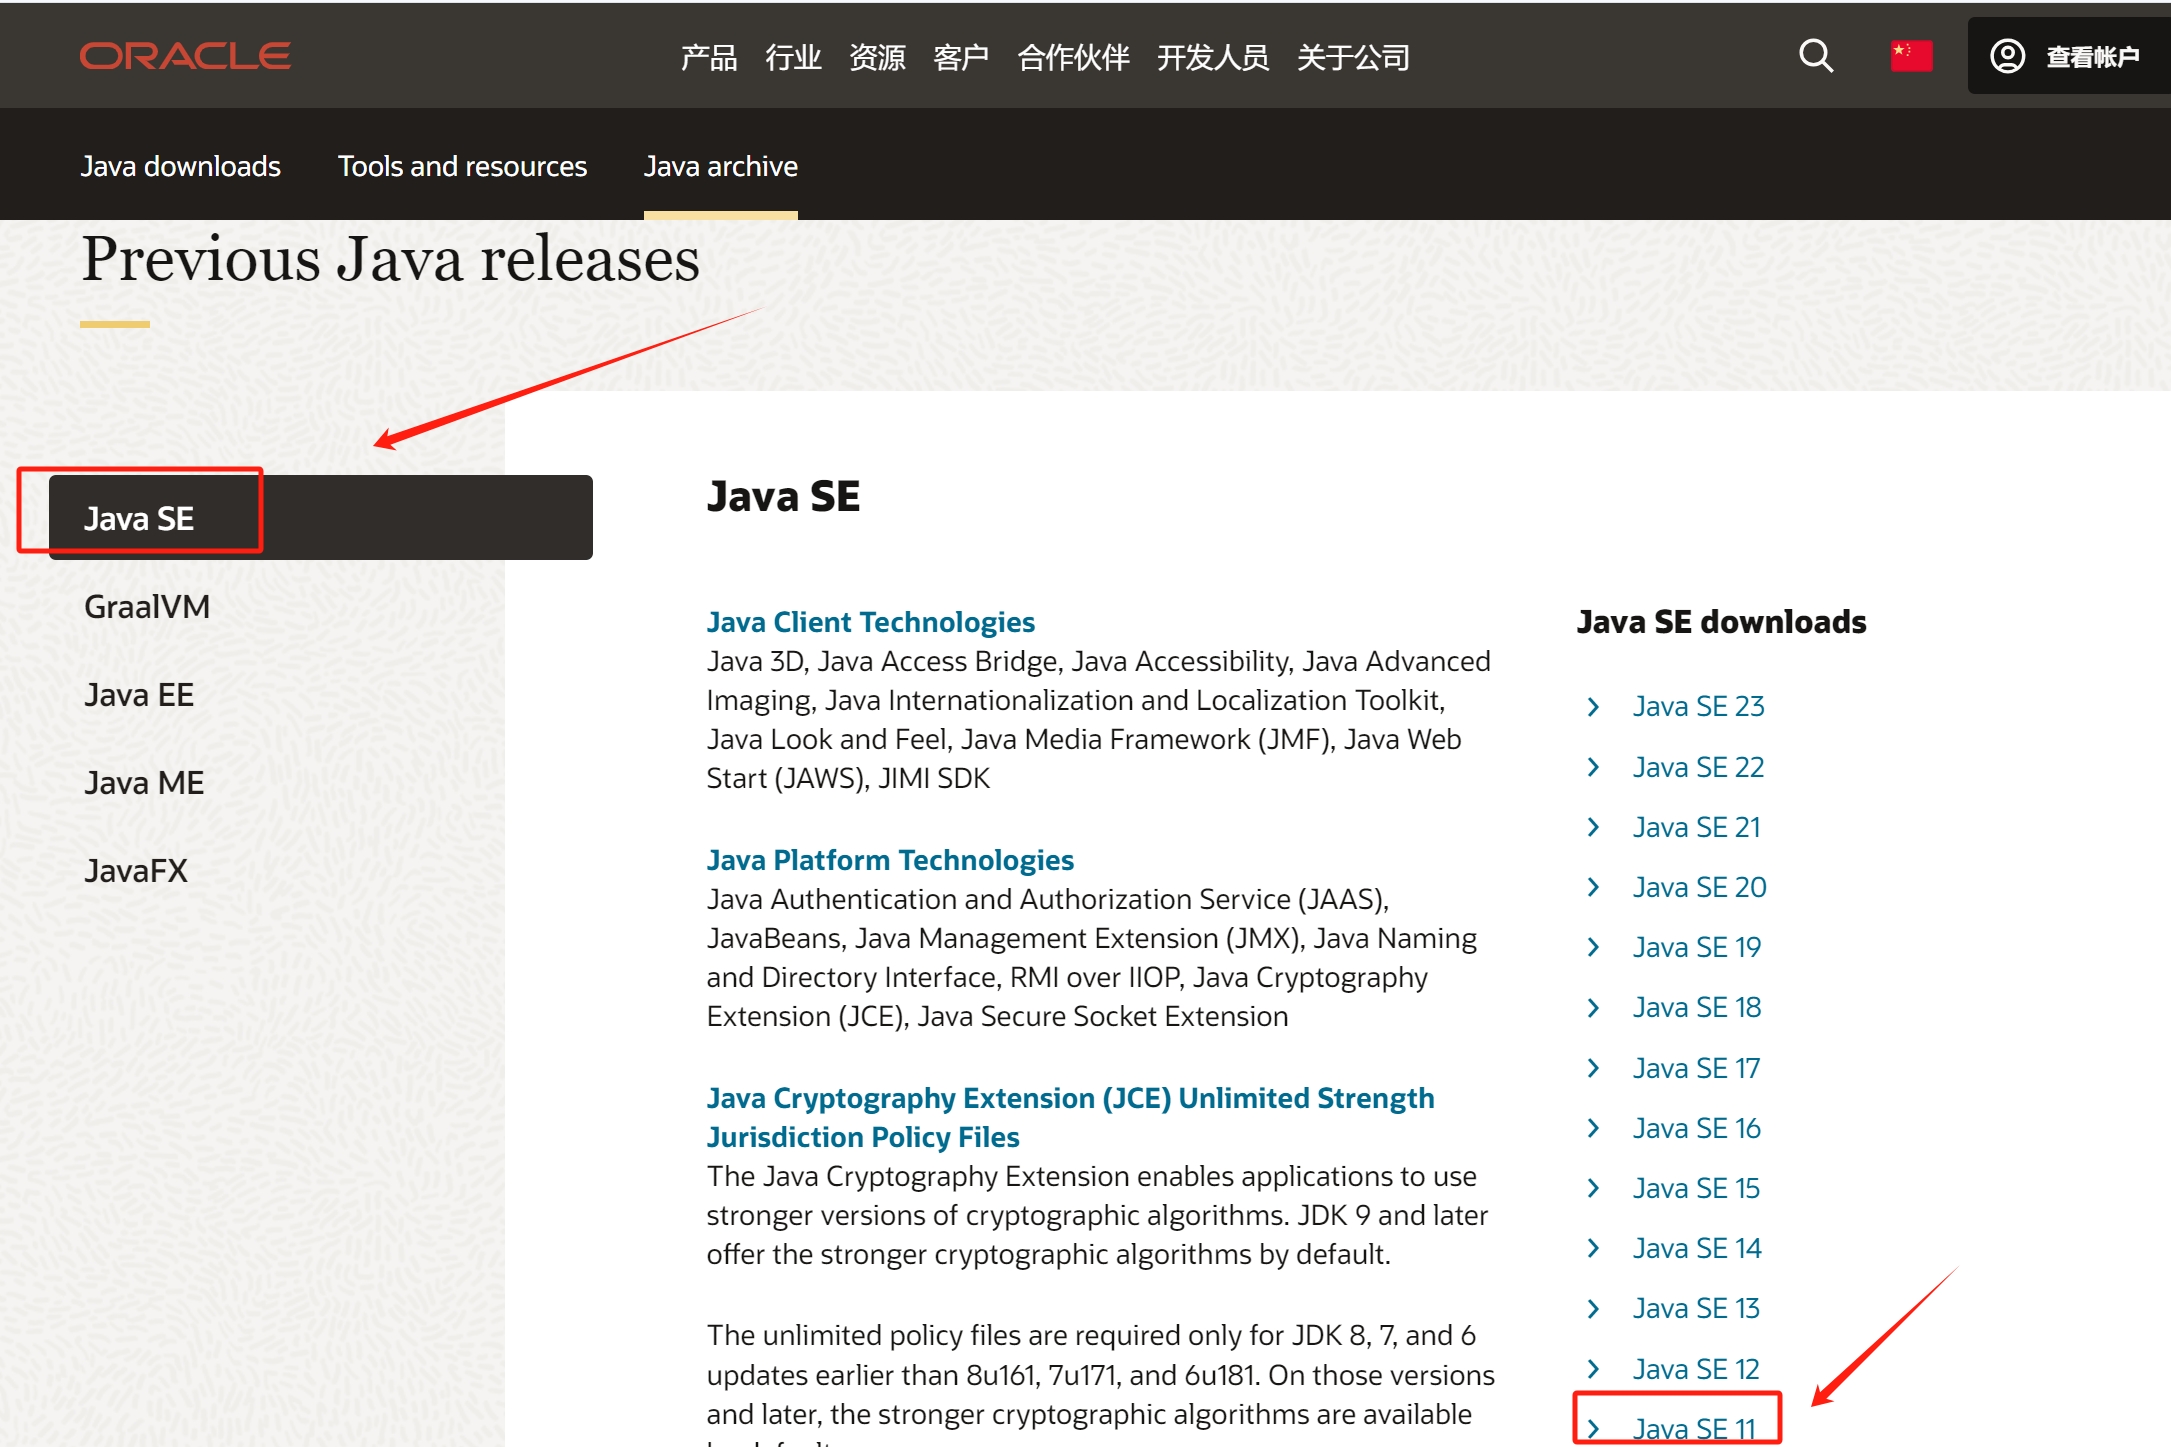 ORACLE
产品 行业 资源 客户 合作伙伴 开发人员 关于公司
查看帐户
Java downloads Tools and resources Java archive
Previous Java releases
Java SE
GraalVM
Java EE
Java ME
JavaFX
Java SE
Java Client Technologies
Java 3D, Java Access Bridge, Java Accessibility, Java Advanced
Imaging, Java Internationalization and Localization Toolkit,
Java Look and Feel, Java Media Framework (JMF), Java Web
Start (JAWS), JIMI SDK
Java Platform Technologies
Java Authentication and Authorization Service (JAAS),
JavaBeans, Java Management Extension (JMX), Java Naming
and Directory Interface, RMI over IIOP, Java Cryptography
Extension (JCE), Java Secure Socket Extension
Java Cryptography Extension (JCE) Unlimited Strength
Jurisdiction Policy Files
The Java Cryptography Extension enables applications to use
stronger versions of cryptographic algorithms. JDK 9 and later
offer the stronger cryptographic algorithms by default.
The unlimited policy files are required only for JDK 8, 7, and 6
updates earlier than 8u161, 7u171, and 6u181. On those versions
and later, the stronger cryptographic algorithms are available
Java SE downloads
Java SE 23
Java SE 22
Java SE 21
Java SE 20
Java SE 19
Java SE 18
Java SE 17
Java SE 16
Java SE 15
Java SE 14
Java SE 13
Java SE 12
Java SE 11